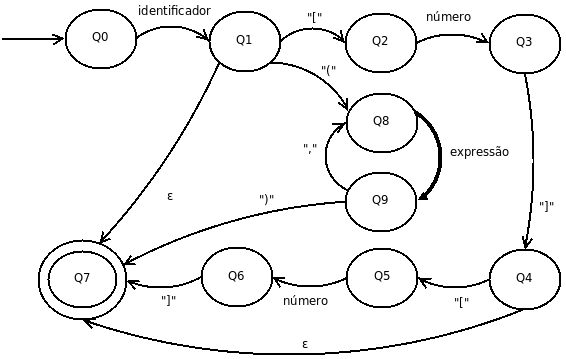 identificador
"["
número
Q0
Q1
Q2
Q3
"("
Q8
","
expressão
ε
")"
Q9
"]"
Q7
Q6
Q5
Q4
"]"
número
"["
ε